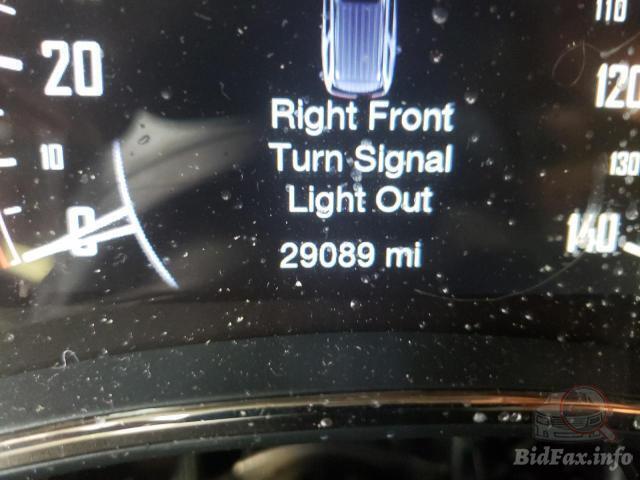 110
20
120
Right Front
Turn Signal
10
130
Light Out
0
140
29089 mi
BidFax.info